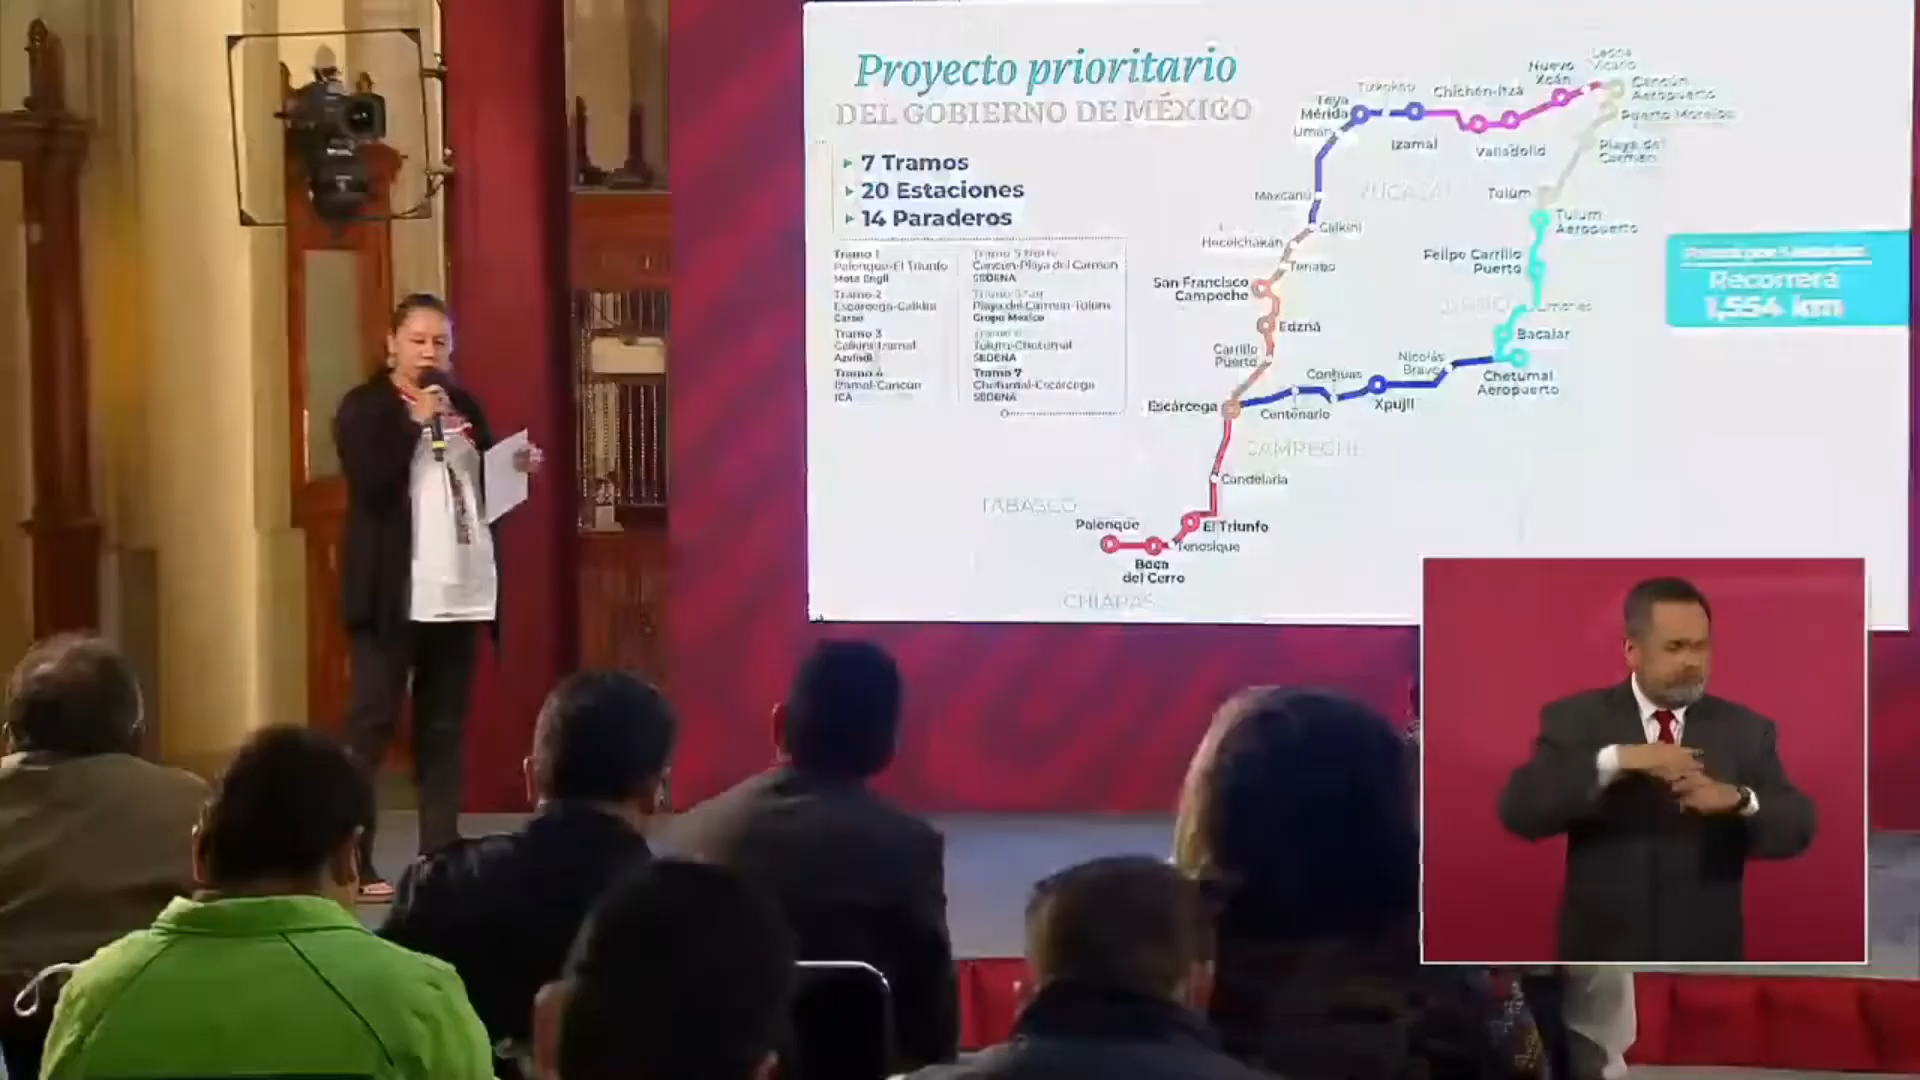 Proyecto prioritario
DEL GOBIERNO DE MÉXICO
7 Tramos
20 Estaciones
14 Paraderos
Tramo 1
Palenque-El Triunfo
Mota Engil
Tramo 2
Escárcega-Calkiní
Carso
Tramo 3
Calkiní-Izamal
Azvindi
Tramo 4
Izamal-Cancún
ICA
Tramo 5 Norte
Cancún-Playa del Carmen
SEDENA
Playa del Carmen-Tulum
Grupo México
Tulum-Chetumal
SEDENA
Tramo 7
Chetumal-Escárcega
SEDENA
Nuevo
Xcán
Cancún
Aeropuerto
Puerto Morelos
Playa del
Carmen
Chichén-Itzá
Teya
Mérida
Umán
Izamal
Valladolid
Maxcanú
Calkiní
Hecelchakán
Tenabo
Tulúm
Tulum
Aeropuerto
Felipe Carrillo
Puerto
San Francisco
Campeche
Edzná
Carrillo
Puerto
Bacalar
Chetumal
Aeropuerto
Nicolás
Bravo
Conhuas
Xpujil
Centenario
Escárcega
CAMPECHE
Candelaria
TABASCO
Palenque
El Triunfo
Tenosique
Boca
del Cerro
CHIAPAS
Recorrerá
1,554 km